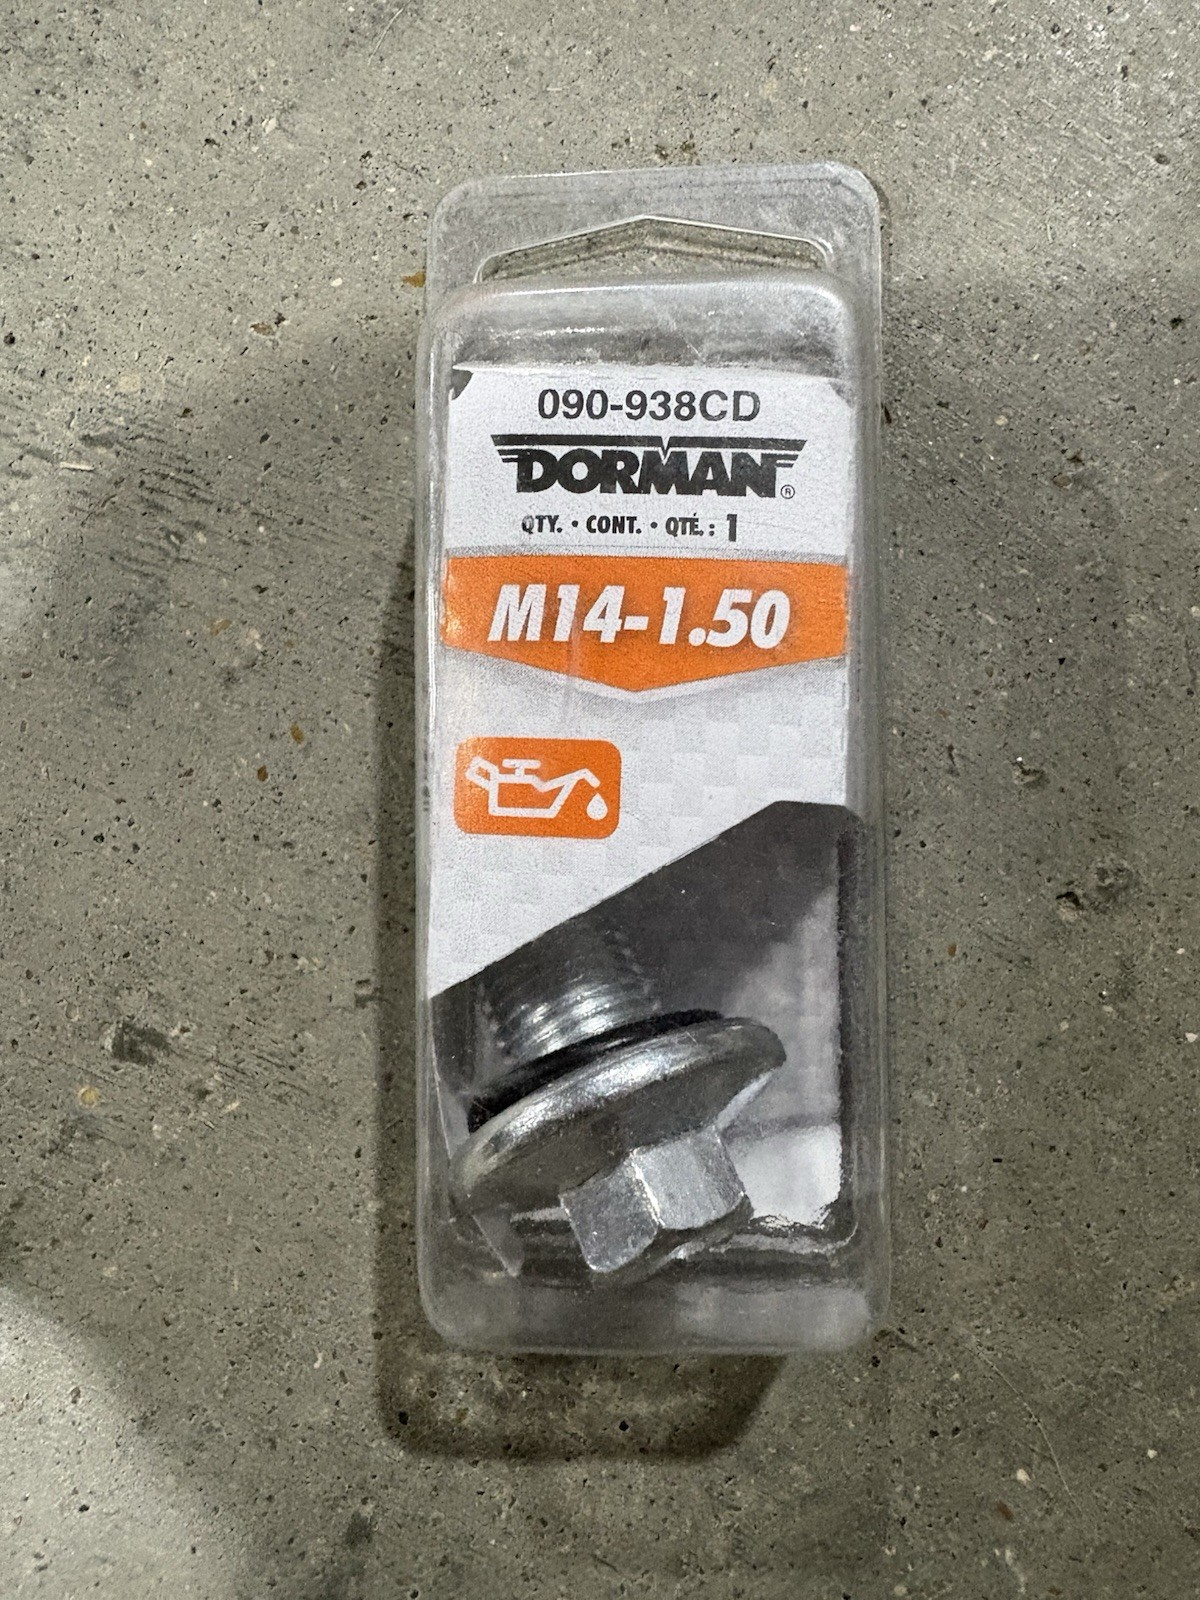 090-938CD
DORMAN®
QTY. • CONT. • QTÉ. : 1
M14-1.50